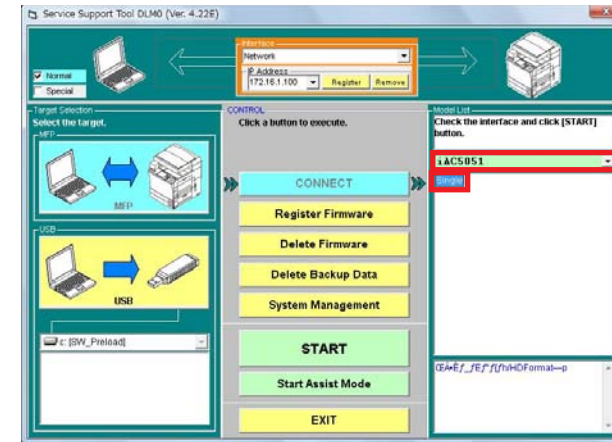 Service Support Tool DLM0 (Ver. 4.22E)
Normal
Special
Interface
Network
IP Address
172.16.1.100
Register
Remove
Target Selection
Select the target.
MFP
MFP
USB
USB
c: [SW_Preload]
CONTROL
Click a button to execute.
CONNECT
Register Firmware
Delete Firmware
Delete Backup Data
System Management
START
Start Assist Mode
EXIT
Model List
Check the interface and click [START]
button.
iAC5051
Single